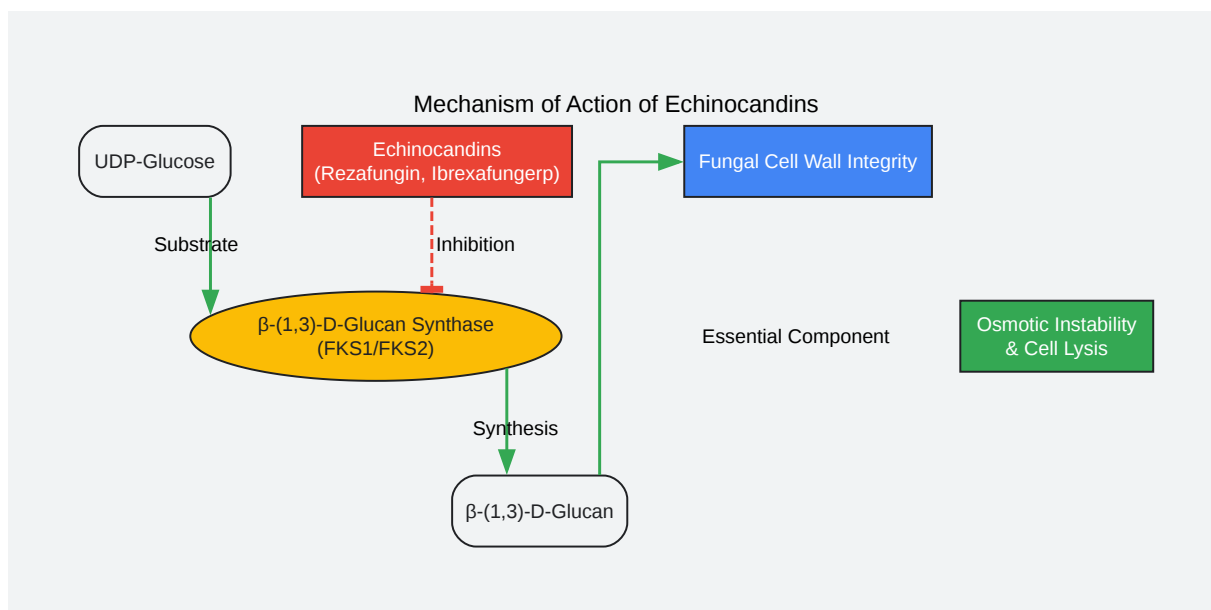 Mechanism of Action of Echinocandins
UDP-Glucose
Echinocandins
(Rezafungin, Ibrexafungerp)
Fungal Cell Wall Integrity
Substrate
Inhibition
β-(1,3)-D-Glucan Synthase
(FKS1/FKS2)
Essential Component
Osmotic Instability
& Cell Lysis
Synthesis
β-(1,3)-D-Glucan